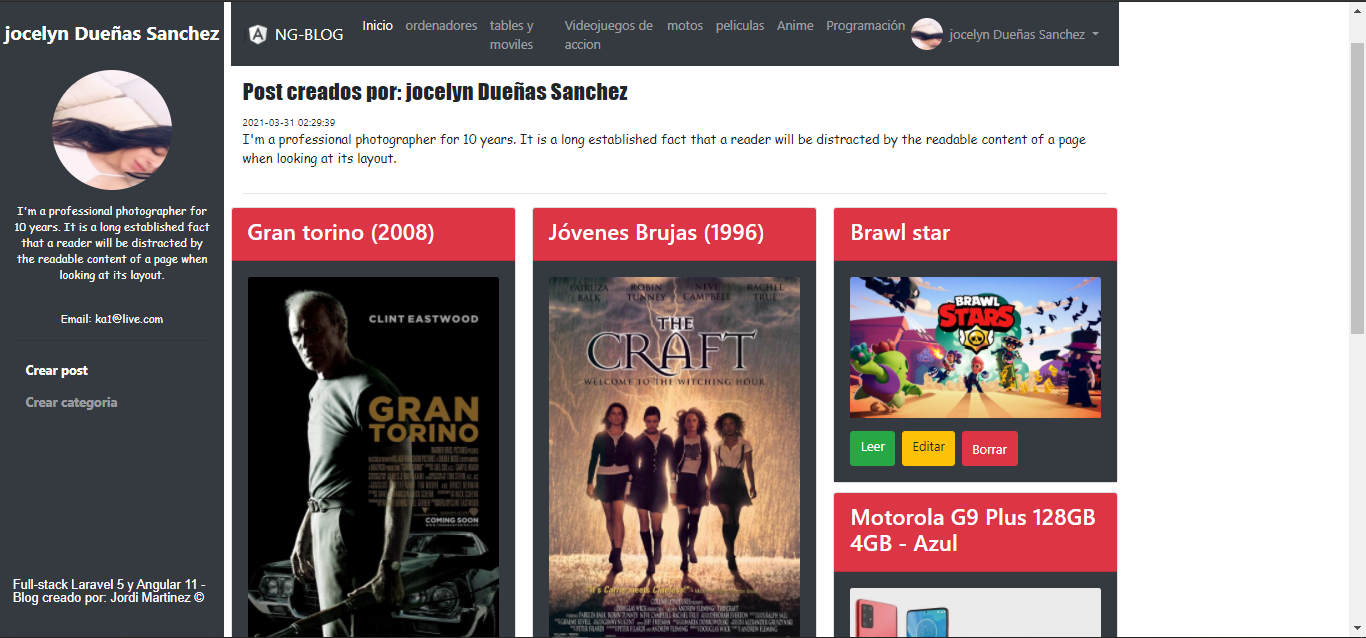 jocelyn Dueñas Sanchez
I'm a professional photographer for
10 years. It is a long established fact
that a reader will be distracted by
the readable content of a page when
looking at its layout.
Email: ka1@live.com
Crear post
Crear categoria
Full-stack Laravel 5 y Angular 11 -
Blog creado por: Jordi Martinez ©
A NG-BLOG
Inicio
ordenadores
tables y
moviles
Videojuegos de
accion
motos
peliculas
Anime
Programación
jocelyn Dueñas Sanchez
Post creados por: jocelyn Dueñas Sanchez
2021-03-31 02:29:39
I'm a professional photographer for 10 years. It is a long established fact that a reader will be distracted by the readable content of a page
when looking at its layout.
Gran torino (2008)
CLINT EASTWOOD
GRAN
TORINO
COMING SOON
Jóvenes Brujas (1996)
FAIRUZA BALK
ROBIN TUNNEY
NEVE CAMPBELL
RACHEL TRUE
THE
CRAFT
WELCOME TO THE WITCHING HOUR
Brawl star
BRAWL
STARS
Leer
Editar
Borrar
Motorola G9 Plus 128GB
4GB - Azul